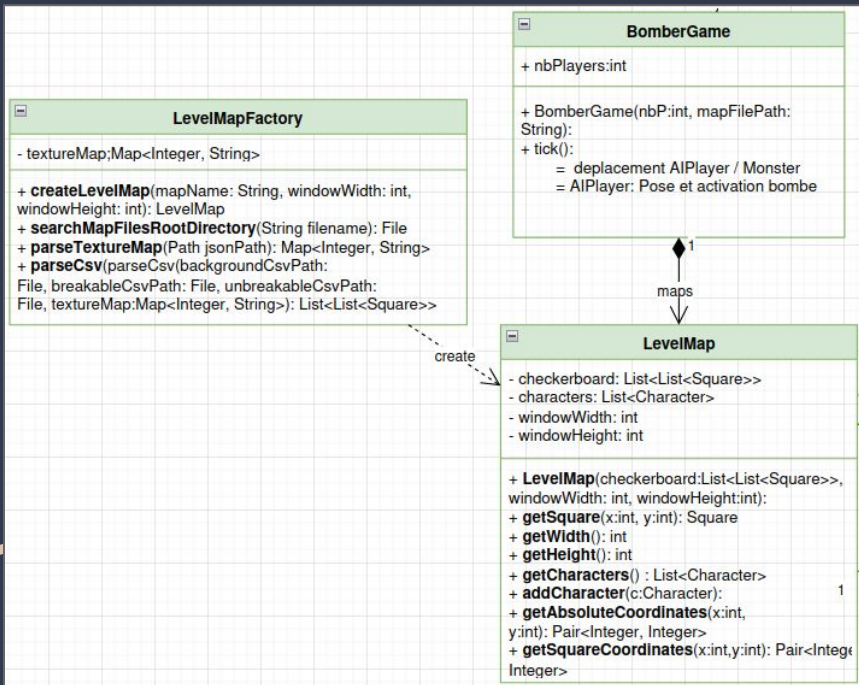 BomberGame
+ nbPlayers:int
+ BomberGame(nbP:int, mapFilePath:
String):
+ tick():
= deplacement AIPlayer / Monster
= AIPlayer: Pose et activation bombe
1
maps
LevelMapFactory
- textureMap;Map<Integer, String>
+ createLevelMap(mapName: String, windowWidth: int,
windowHeight: int): LevelMap
+ searchMapFilesRootDirectory(String filename): File
+ parseTextureMap(Path jsonPath): Map<Integer, String>
+ parseCsv(parseCsv(backgroundCsvPath:
File, breakableCsvPath: File, unbreakableCsvPath:
File, textureMap:Map<Integer, String>): List<List<Square>>
create
LevelMap
- checkerboard: List<List<Square>>
- characters: List<Character>
- windowWidth: int
- windowHeight: int
+ LevelMap(checkerboard:List<List<Square>>,
windowWidth: int, windowHeight:int):
+ getSquare(x:int, y:int): Square
+ getWidth(): int
+ getHeight(): int
+ getCharacters() : List<Character>
+ addCharacter(c:Character):
1
+ getAbsoluteCoordinates(x:int,
y:int): Pair<Integer, Integer>
+ getSquareCoordinates(x:int,y:int): Pair<Intege
Integer>